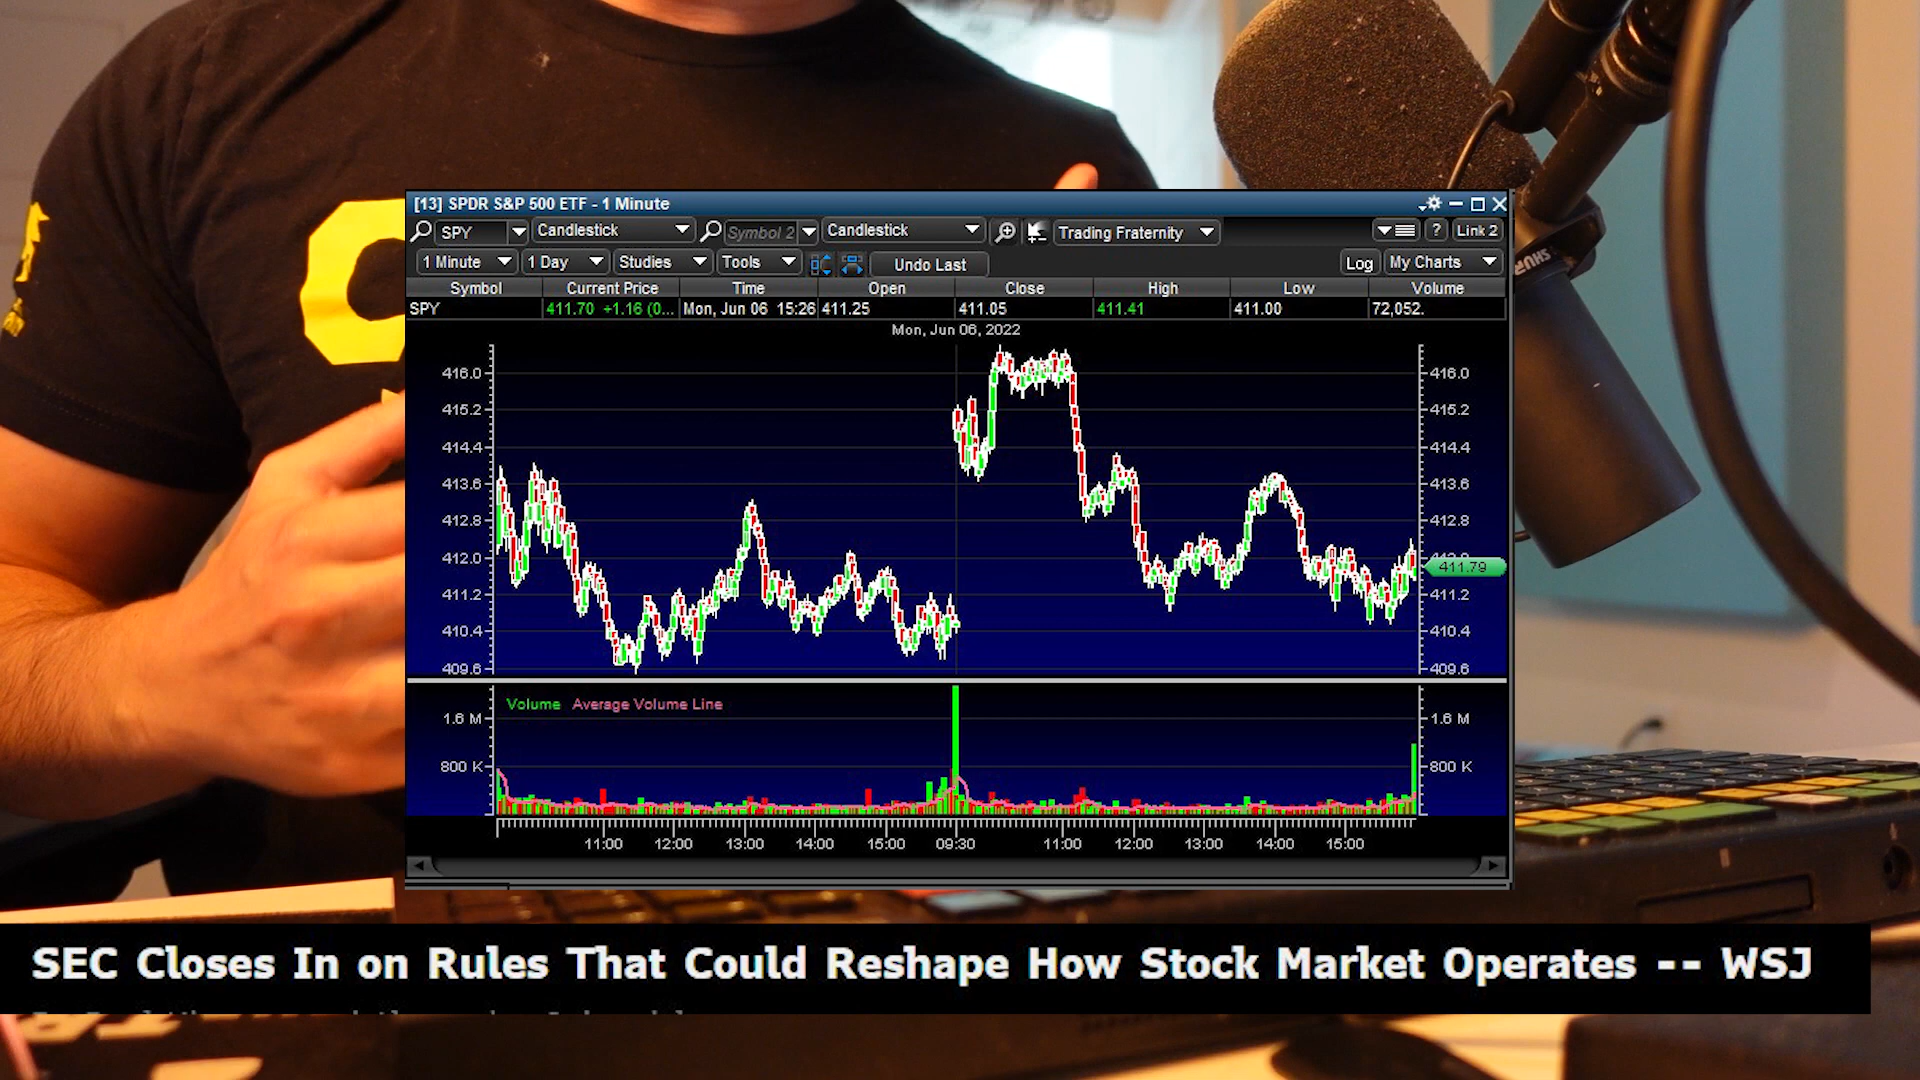 [13] SPDR S&P 500 ETF - 1 Minute
SPY Candlestick Symbol 2 Candlestick Trading Fraternity ? Link 2
1 Minute 1 Day Studies Tools Undo Last Log My Charts
Symbol Current Price Time Open Close High Low Volume
SPY 411.70 +1.16 (0... Mon, Jun 06 15:26 411.25 411.05 411.41 411.00 72,052.
Mon, Jun 06, 2022
416.0 416.0
415.2 415.2
414.4 414.4
413.6 413.6
412.8 412.8
412.0 412.0
411.79
411.2 411.2
410.4 410.4
409.6 409.6
Volume Average Volume Line
1.6 M 1.6 M
800 K 800 K
11:00 12:00 13:00 14:00 15:00 09:30 11:00 12:00 13:00 14:00 15:00
SHURE
SEC Closes In on Rules That Could Reshape How Stock Market Operates -- WSJ